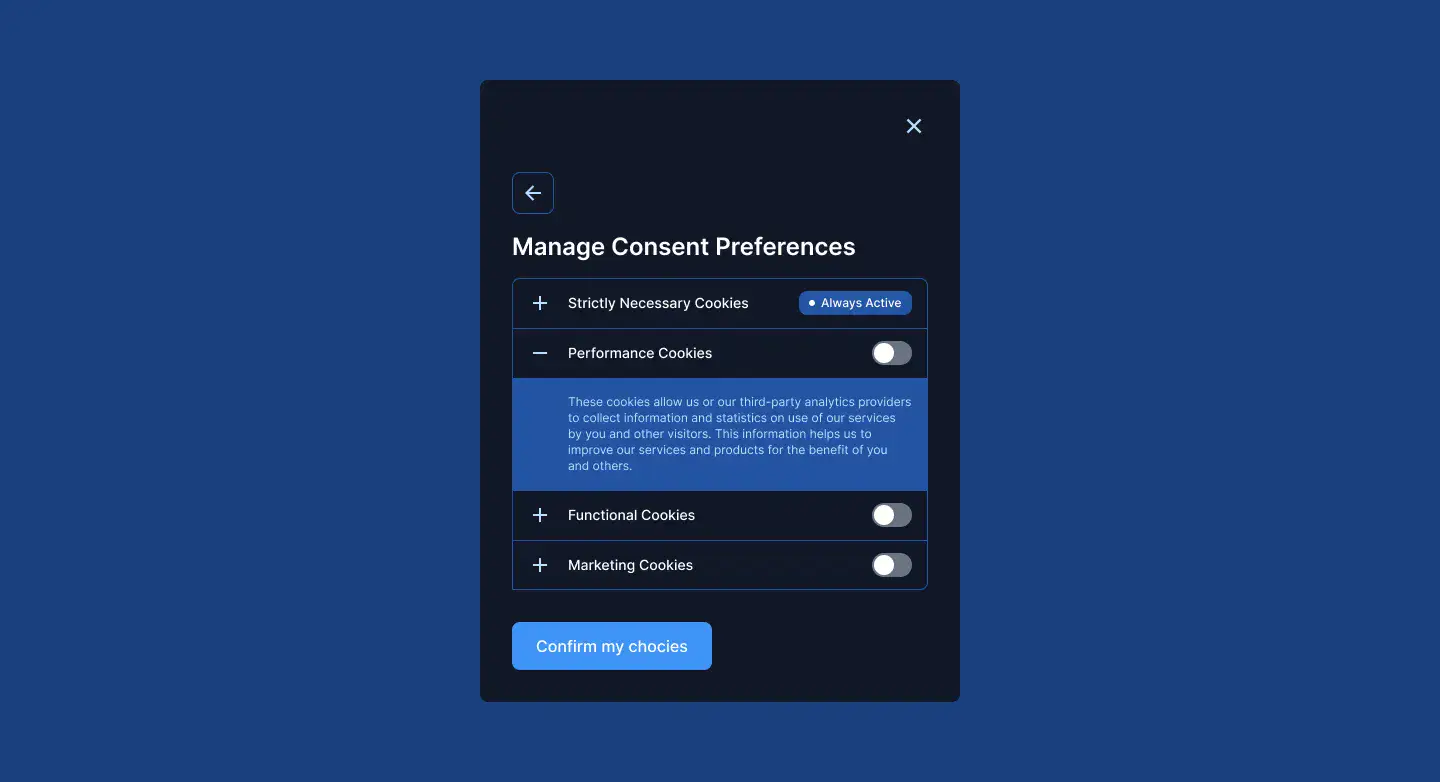 Manage Consent Preferences
Strictly Necessary Cookies
Always Active
Performance Cookies
These cookies allow us or our third-party analytics providers
to collect information and statistics on use of our services
by you and other visitors. This information helps us to
improve our services and products for the benefit of you
and others.
Functional Cookies
Marketing Cookies
Confirm my chocies